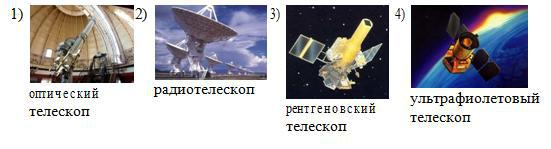 1)
оптический
телескоп
2)
радиотелескоп
3)
рентгеновский
телескоп
4)
ультрафиолетовый
телескоп